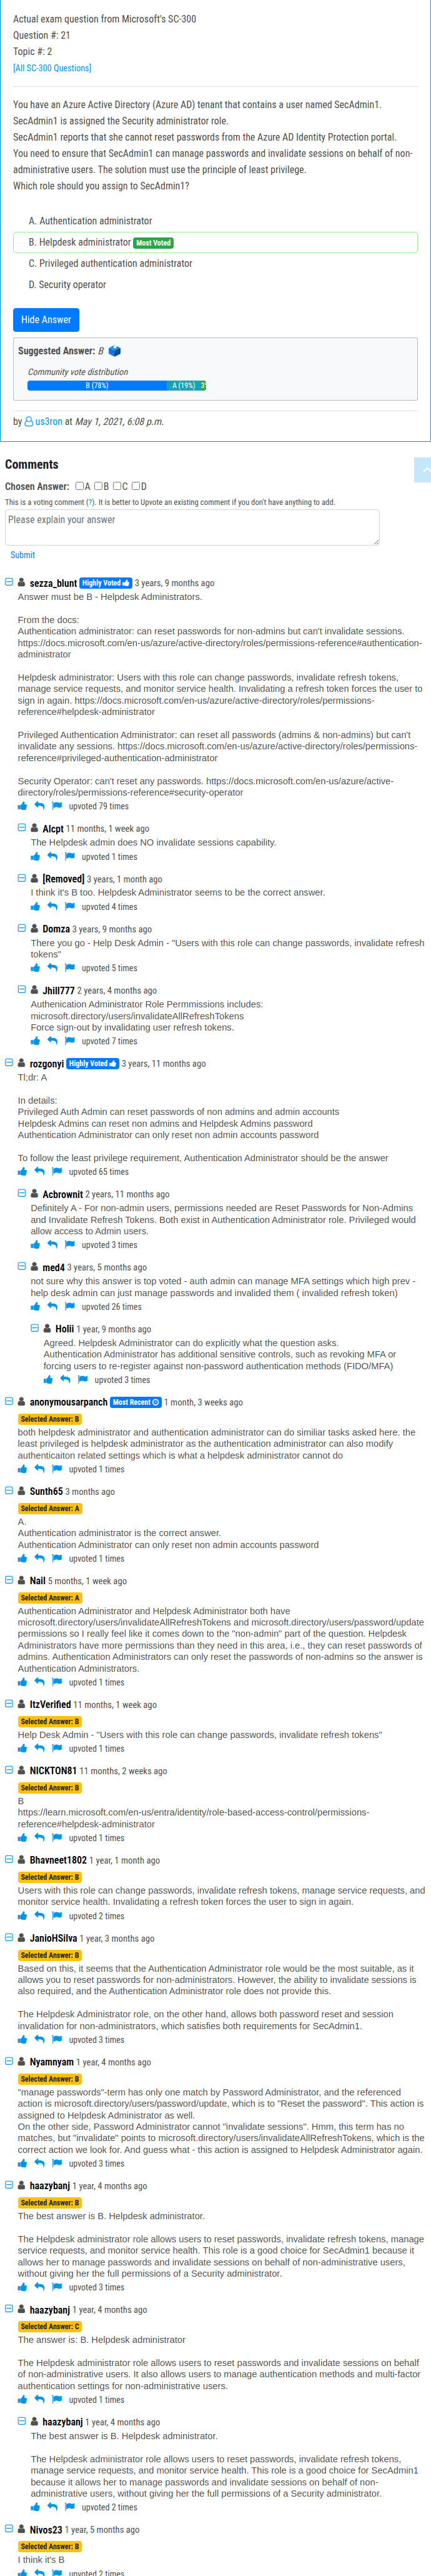 Actual exam question from Microsoft's SC-300
Question #: 21
Topic #: 2
[All SC-300 Questions]
You have an Azure Active Directory (Azure AD) tenant that contains a user named SecAdmin1.
SecAdmin1 is assigned the Security administrator role.
SecAdmin1 reports that she cannot reset passwords from the Azure AD Identity Protection portal.
You need to ensure that SecAdmin1 can manage passwords and invalidate sessions on behalf of non-
administrative users. The solution must use the principle of least privilege.
Which role should you assign to SecAdmin1?
A. Authentication administrator
B. Helpdesk administrator Most Voted
C. Privileged authentication administrator
D. Security operator
Hide Answer
Suggested Answer: B
Community vote distribution
B (78%) A (19%) 3
by us3ron at May 1, 2021, 6:08 p.m.
Comments
Chosen Answer: A B C D
This is a voting comment (?). It is better to Upvote an existing comment if you don't have anything to add.
Please explain your answer
Submit
sezza_blunt Highly Voted 3 years, 9 months ago
Answer must be B - Helpdesk Administrators.
From the docs:
Authentication administrator: can reset passwords for non-admins but can't invalidate sessions.
https://docs.microsoft.com/en-us/azure/active-directory/roles/permissions-reference#authentication-
administrator
Helpdesk administrator: Users with this role can change passwords, invalidate refresh tokens,
manage service requests, and monitor service health. Invalidating a refresh token forces the user to
sign in again. https://docs.microsoft.com/en-us/azure/active-directory/roles/permissions-
reference#helpdesk-administrator
Privileged Authentication Administrator: can reset all passwords (admins & non-admins) but can't
invalidate any sessions. https://docs.microsoft.com/en-us/azure/active-directory/roles/permissions-
reference#privileged-authentication-administrator
Security Operator: can't reset any passwords. https://docs.microsoft.com/en-us/azure/active-
directory/roles/permissions-reference#security-operator
upvoted 79 times
Alcpt 11 months, 1 week ago
The Helpdesk admin does NO invalidate sessions capability.
upvoted 1 times
[Removed] 3 years, 1 month ago
I think it's B too. Helpdesk Administrator seems to be the correct answer.
upvoted 4 times
Domza 3 years, 9 months ago
There you go - Help Desk Admin - "Users with this role can change passwords, invalidate refresh
tokens"
upvoted 5 times
Jhill777 2 years, 4 months ago
Authenication Administrator Role Perrmmissions includes:
microsoft.directory/users/invalidateAllRefreshTokens
Force sign-out by invalidating user refresh tokens.
upvoted 7 times
rozgonyi Highly Voted 3 years, 11 months ago
Tl;dr: A
In details:
Privileged Auth Admin can reset passwords of non admins and admin accounts
Helpdesk Admins can reset non admins and Helpdesk Admins password
Authentication Administrator can only reset non admin accounts password
To follow the least privilege requirement, Authentication Administrator should be the answer
upvoted 65 times
Acbrownit 2 years, 11 months ago
Definitely A - For non-admin users, permissions needed are Reset Passwords for Non-Admins
and Invalidate Refresh Tokens. Both exist in Authentication Administrator role. Privileged would
allow access to Admin users.
upvoted 3 times
med4 3 years, 5 months ago
not sure why this answer is top voted - auth admin can manage MFA settings which high prev -
help desk admin can just manage passwords and invalided them ( invalided refresh token)
upvoted 26 times
Holii 1 year, 9 months ago
Agreed. Helpdesk Administrator can do explicitly what the question asks.
Authentication Administrator has additional sensitive controls, such as revoking MFA or
forcing users to re-register against non-password authentication methods (FIDO/MFA)
upvoted 3 times
anonymousarpanch Most Recent 1 month, 3 weeks ago
Selected Answer: B
both helpdesk administrator and authentication administrator can do similiar tasks asked here. the
least privileged is helpdesk administrator as the authentication administrator can also modify
authenticaiton related settings which is what a helpdesk administrator cannot do
upvoted 1 times
Sunth65 3 months ago
Selected Answer: A
A.
Authentication administrator is the correct answer.
Authentication Administrator can only reset non admin accounts password
upvoted 1 times
Nail 5 months, 1 week ago
Selected Answer: A
Authentication Administrator and Helpdesk Administrator both have
microsoft.directory/users/invalidateAllRefreshTokens and microsoft.directory/users/password/update
permissions so I really feel like it comes down to the "non-admin" part of the question. Helpdesk
Administrators have more permissions than they need in this area, i.e., they can reset passwords of
admins. Authentication Administrators can only reset the passwords of non-admins so the answer is
Authentication Administrators.
upvoted 1 times
ItzVerified 11 months, 1 week ago
Selected Answer: B
Help Desk Admin - "Users with this role can change passwords, invalidate refresh tokens"
upvoted 1 times
NICKTON81 11 months, 2 weeks ago
Selected Answer: B
B
https://learn.microsoft.com/en-us/entra/identity/role-based-access-control/permissions-
reference#helpdesk-administrator
upvoted 1 times
Bhavneet1802 1 year, 1 month ago
Selected Answer: B
Users with this role can change passwords, invalidate refresh tokens, manage service requests, and
monitor service health. Invalidating a refresh token forces the user to sign in again.
upvoted 2 times
JanioHSilva 1 year, 3 months ago
Selected Answer: B
Based on this, it seems that the Authentication Administrator role would be the most suitable, as it
allows you to reset passwords for non-administrators. However, the ability to invalidate sessions is
also required, and the Authentication Administrator role does not provide this.
The Helpdesk Administrator role, on the other hand, allows both password reset and session
invalidation for non-administrators, which satisfies both requirements for SecAdmin1.
upvoted 3 times
Nyamnyam 1 year, 4 months ago
Selected Answer: B
"manage passwords"-term has only one match by Password Administrator, and the referenced
action is microsoft.directory/users/password/update, which is to "Reset the password". This action is
assigned to Helpdesk Administrator as well.
On the other side, Password Administrator cannot "invalidate sessions". Hmm, this term has no
matches, but "invalidate" points to microsoft.directory/users/invalidateAllRefreshTokens, which is the
correct action we look for. And guess what - this action is assigned to Helpdesk Administrator again.
upvoted 3 times
haazybanj 1 year, 4 months ago
Selected Answer: B
The best answer is B. Helpdesk administrator.
The Helpdesk administrator role allows users to reset passwords, invalidate refresh tokens, manage
service requests, and monitor service health. This role is a good choice for SecAdmin1 because it
allows her to manage passwords and invalidate sessions on behalf of non-administrative users,
without giving her the full permissions of a Security administrator.
upvoted 3 times
haazybanj 1 year, 4 months ago
Selected Answer: C
The answer is: B. Helpdesk administrator
The Helpdesk administrator role allows users to reset passwords and invalidate sessions on behalf
of non-administrative users. It also allows users to manage authentication methods and multi-factor
authentication settings for non-administrative users.
upvoted 1 times
haazybanj 1 year, 4 months ago
The best answer is B. Helpdesk administrator.
The Helpdesk administrator role allows users to reset passwords, invalidate refresh tokens,
manage service requests, and monitor service health. This role is a good choice for SecAdmin1
because it allows her to manage passwords and invalidate sessions on behalf of non-
administrative users, without giving her the full permissions of a Security administrator.
upvoted 2 times
Nivos23 1 year, 5 months ago
Selected Answer: B
I think it's B
upvoted 2 times